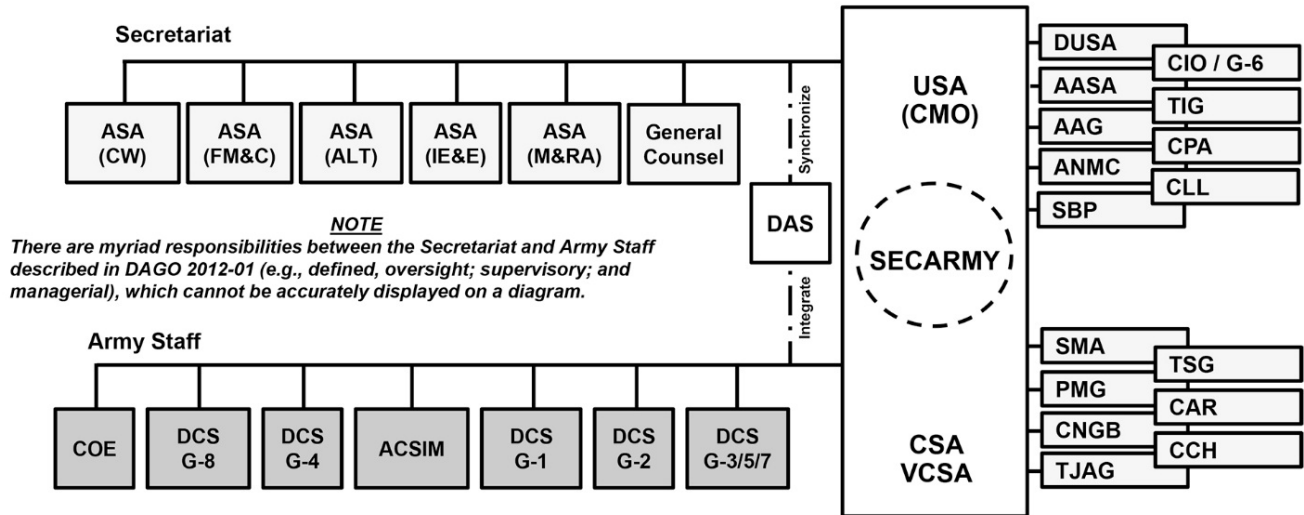 Secretariat
ASA
(CW)
ASA
(FM&C)
ASA
(ALT)
ASA
(IE&E)
ASA
(M&RA)
General
Counsel
Synchronize
DAS
Integrate
NOTE
There are myriad responsibilities between the Secretariat and Army Staff
described in DAGO 2012-01 (e.g., defined, oversight; supervisory; and
managerial), which cannot be accurately displayed on a diagram.
Army Staff
COE
DCS
G-8
DCS
G-4
ACSIM
DCS
G-1
DCS
G-2
DCS
G-3/5/7
USA
(CMO)
SECARMY
CSA
VCSA
DUSA
CIO / G-6
AASA
TIG
AAG
CPA
ANMC
CLL
SBP
SMA
TSG
PMG
CAR
CNGB
CCH
TJAG